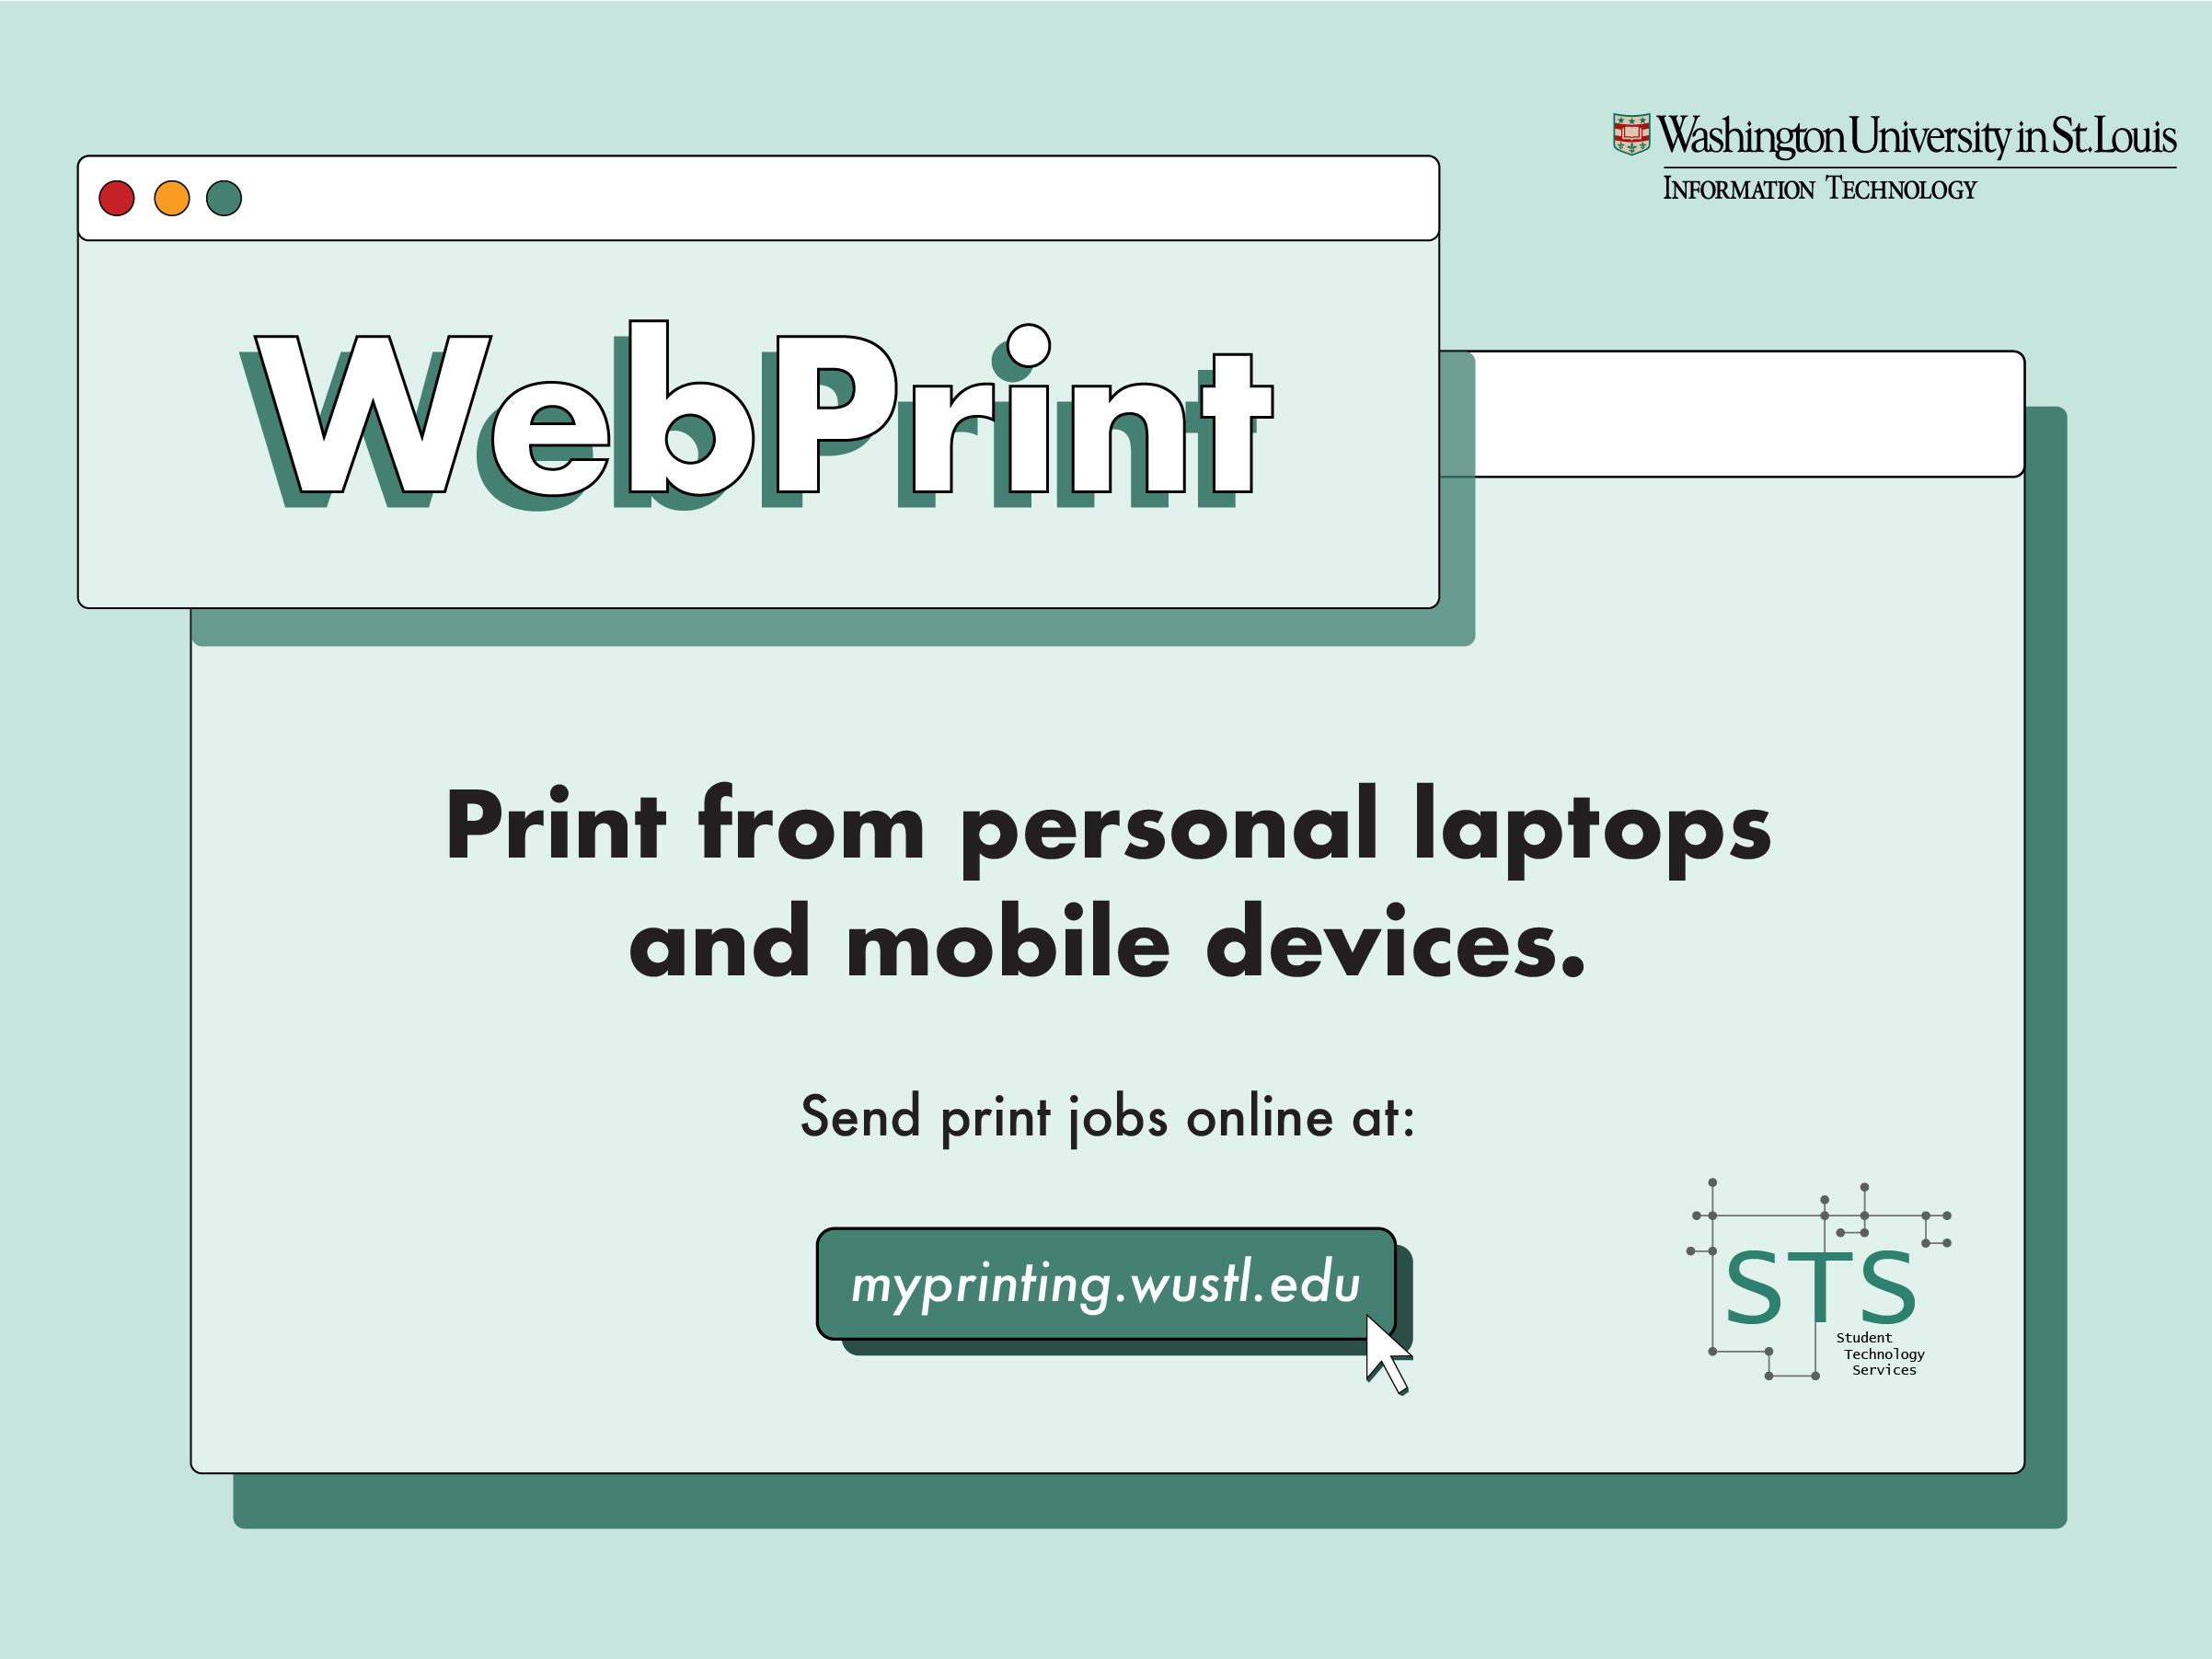 Washington University in St. Louis
Information Technology
WebPrint
Print from personal laptops
and mobile devices.
Send print jobs online at:
myprinting.wustl.edu
STS
Student
Technology
Services